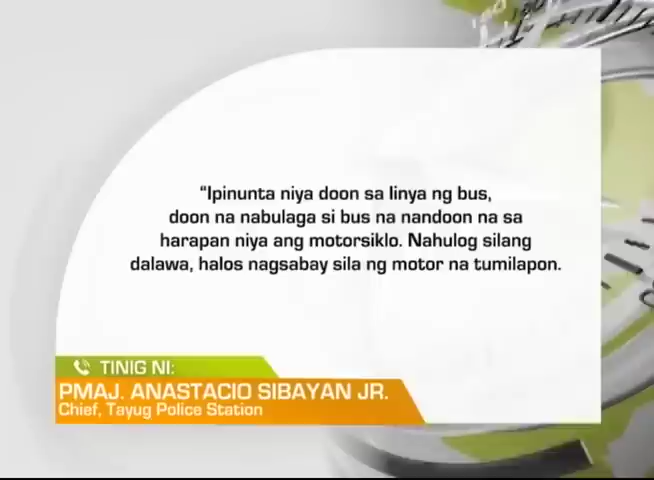 “Ipinunta niya doon sa linya ng bus,
doon na nabulaga si bus na nandoon na sa
harapan niya ang motorsiklo. Nahulog silang
dalawa, halos nagsabay sila ng motor na tumilapon.
TINIG NI:
PMAJ. ANASTACIO SIBAYAN JR.
Chief, Tayug Police Station